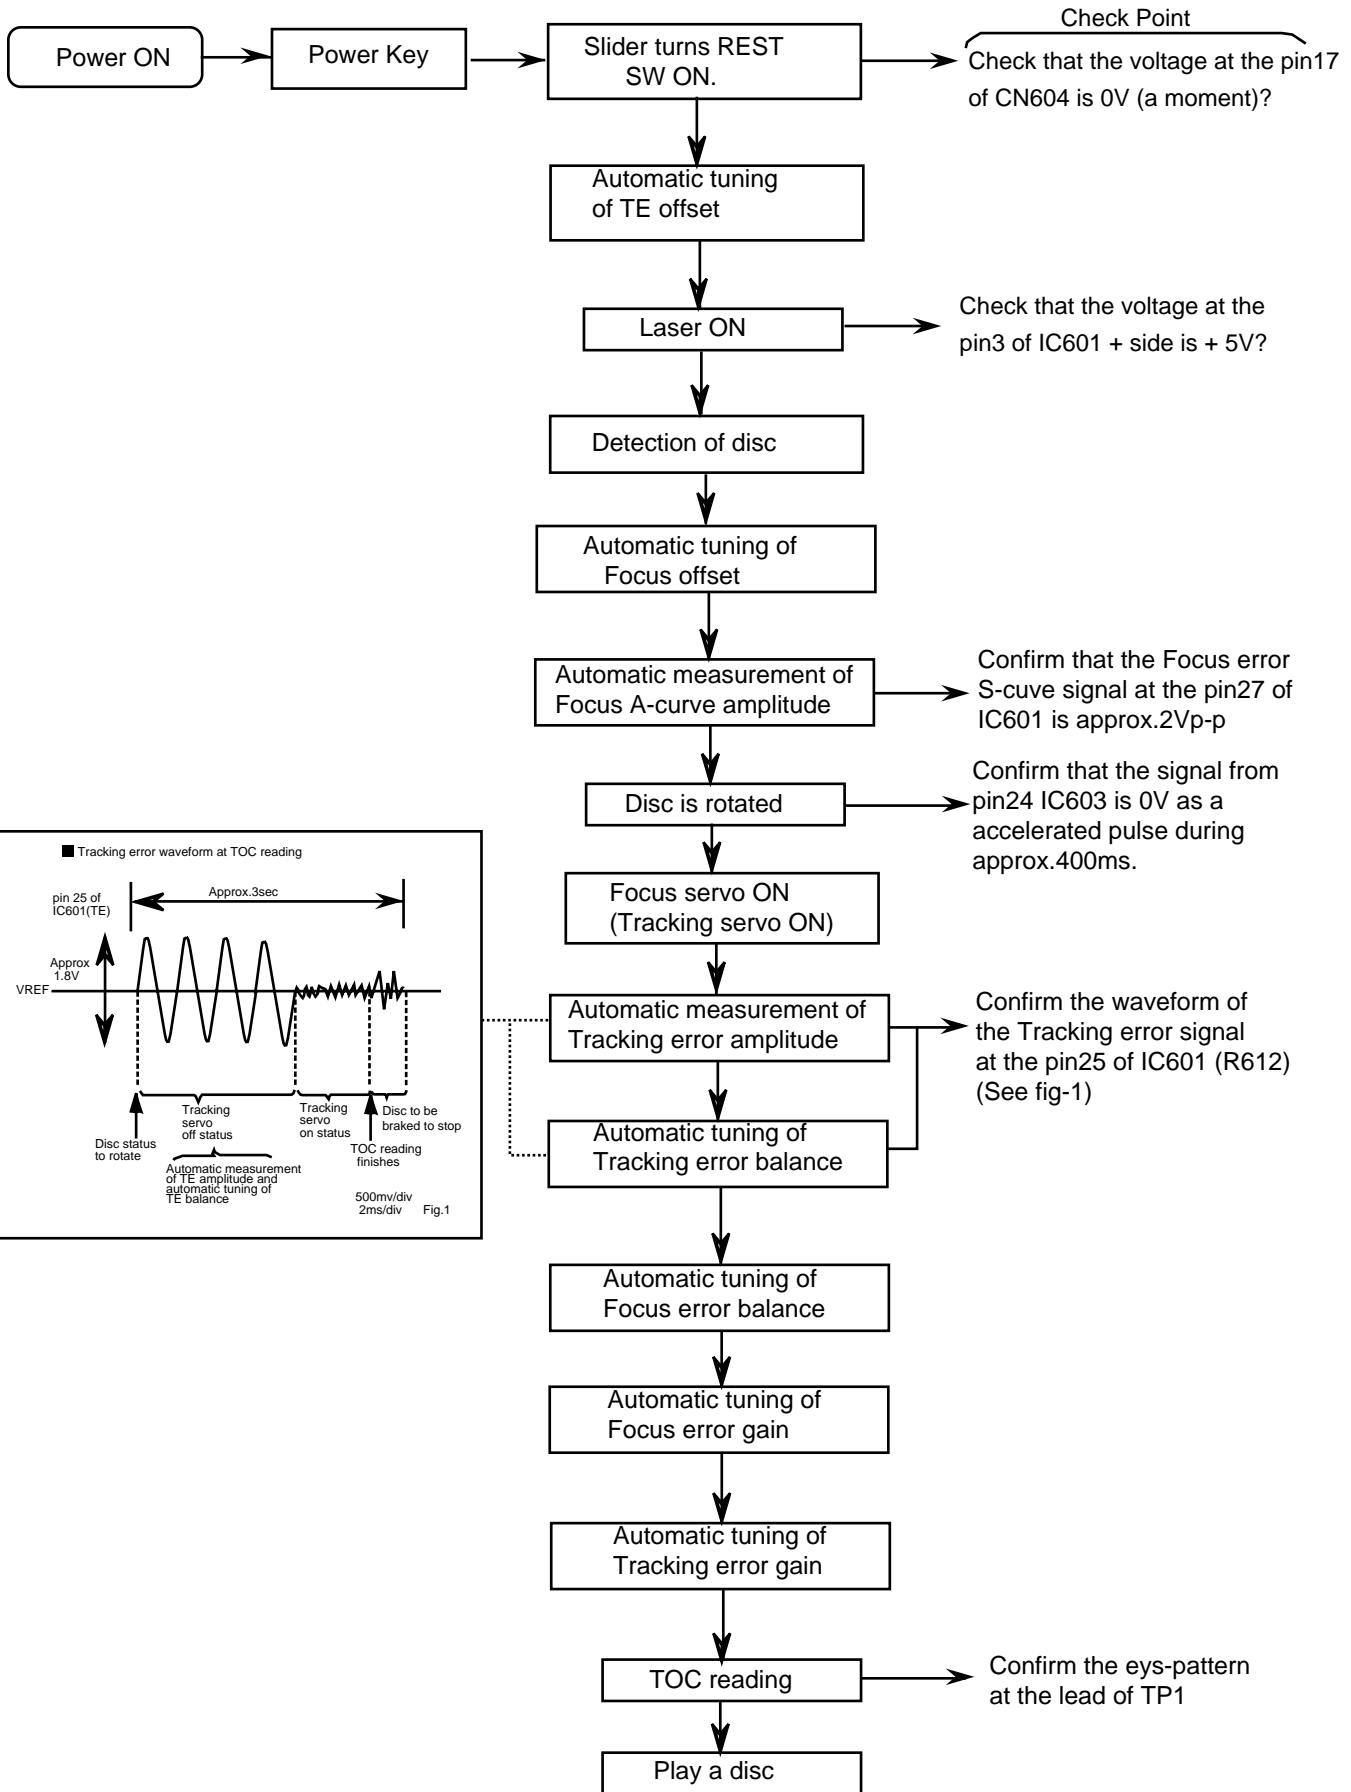 Check Point
Power ON
Power Key
Slider turns REST
SW ON.
Check that the voltage at the pin17
of CN604 is 0V (a moment)?
Automatic tuning
of TE offset
Laser ON
Check that the voltage at the
pin3 of IC601 + side is + 5V?
Detection of disc
Automatic tuning of
Focus offset
Automatic measurement of
Focus A-curve amplitude
Confirm that the Focus error
S-cuve signal at the pin27 of
IC601 is approx.2Vp-p
Disc is rotated
Confirm that the signal from
pin24 IC603 is 0V as a
accelerated pulse during
approx.400ms.
Focus servo ON
(Tracking servo ON)
■ Tracking error waveform at TOC reading
pin 25 of
IC601(TE)
Approx.3sec
Approx
1.8V
VREF
Disc status
to rotate
Tracking
servo
off status
Tracking
servo
on status
Disc to be
braked to stop
TOC reading
finishes
Automatic measurement
of TE amplitude and
automatic tuning of
TE balance
500mv/div
2ms/div
Fig.1
Automatic measurement of
Tracking error amplitude
Confirm the waveform of
the Tracking error signal
at the pin25 of IC601 (R612)
(See fig-1)
Automatic tuning of
Tracking error balance
Automatic tuning of
Focus error balance
Automatic tuning of
Focus error gain
Automatic tuning of
Tracking error gain
TOC reading
Confirm the eys-pattern
at the lead of TP1
Play a disc